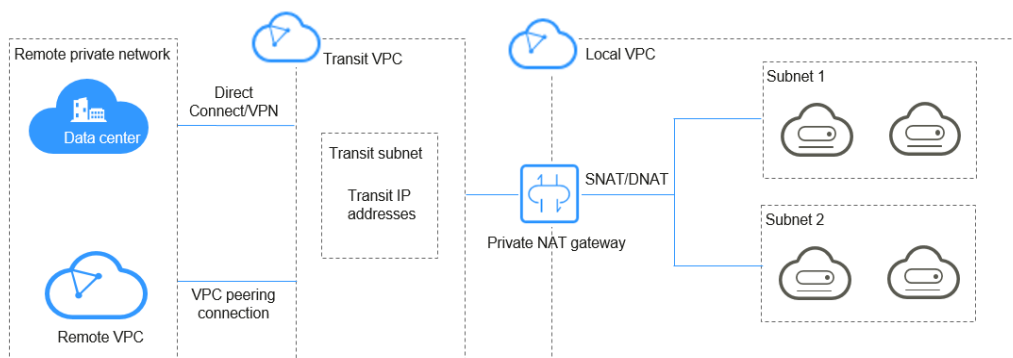 Remote private network
Data center
Remote VPC
Direct
Connect/VPN
VPC peering
connection
Transit VPC
Transit subnet
Transit IP
addresses
Local VPC
Private NAT gateway
SNAT/DNAT
Subnet 1
Subnet 2